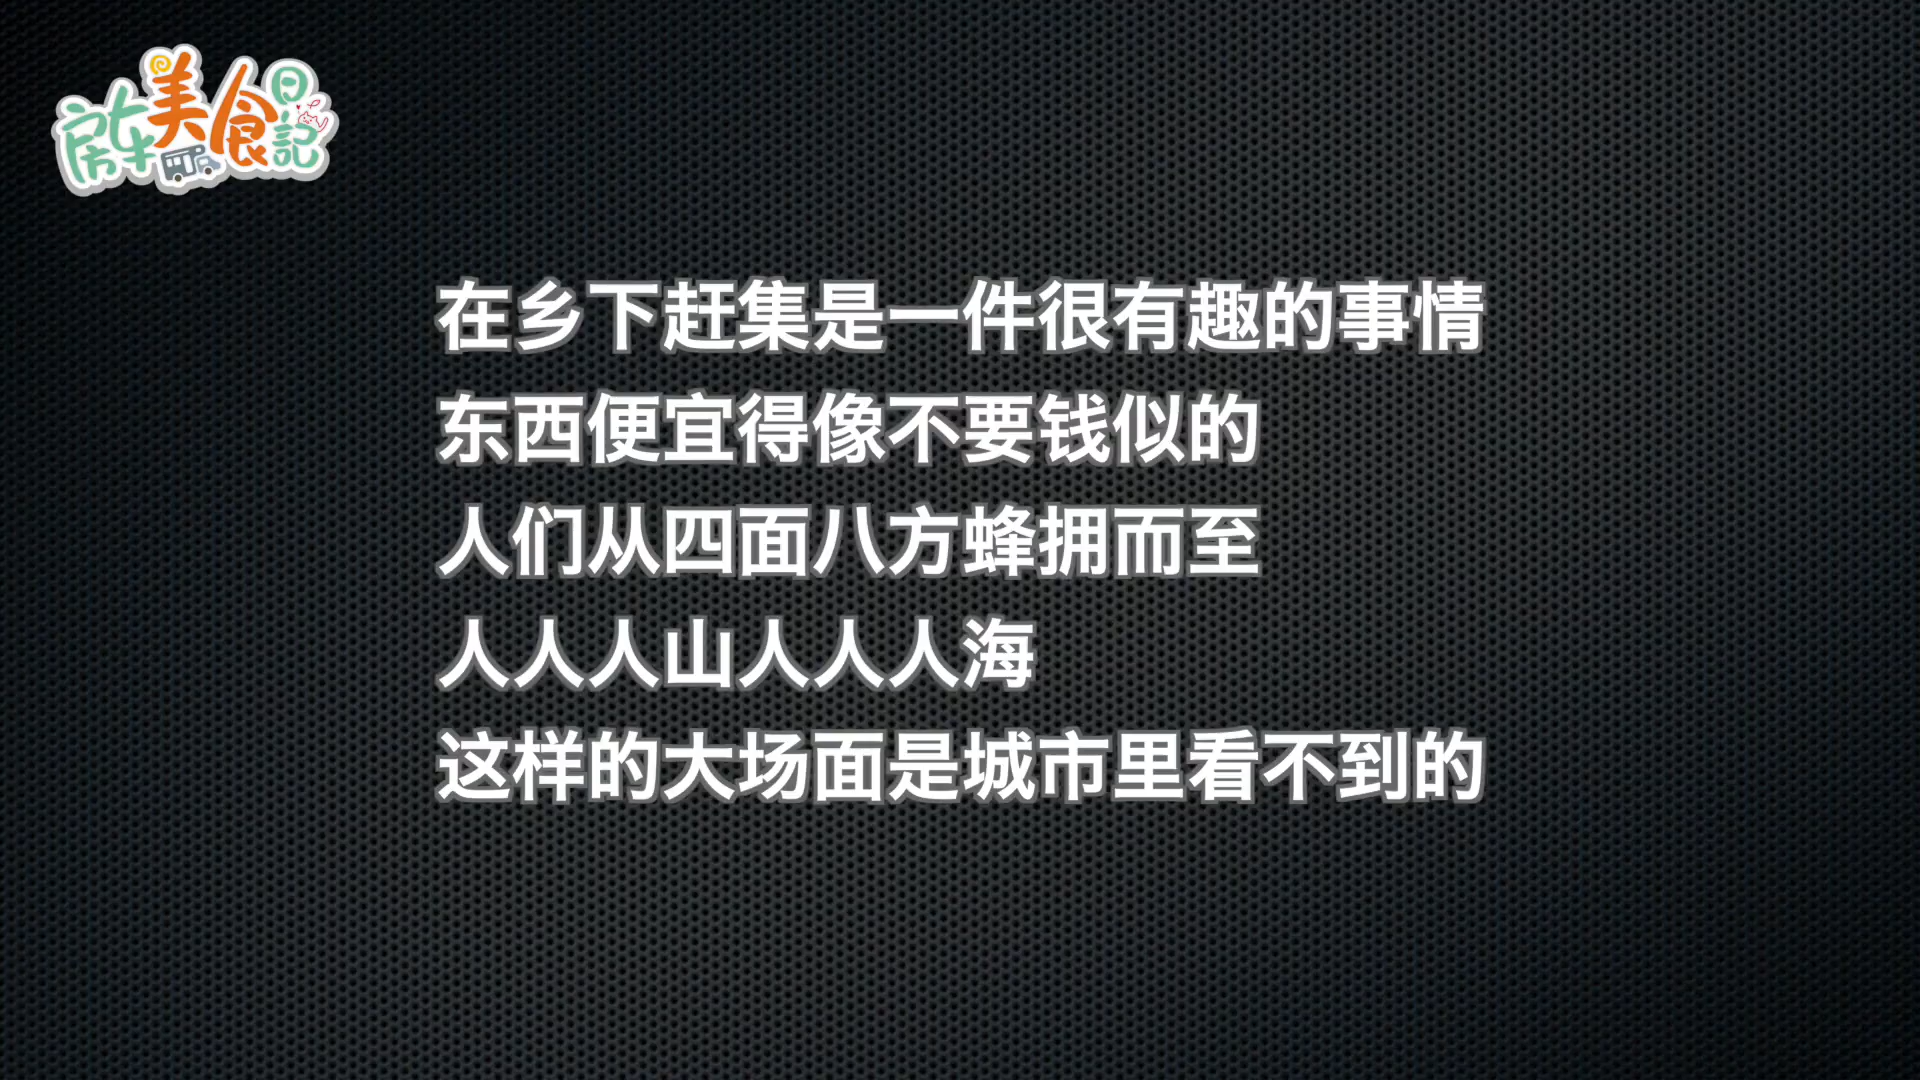 房车美食日記
在乡下赶集是一件很有趣的事情
东西便宜得像不要钱似的
人们从四面八方蜂拥而至
人人人山人人人海
这样的大场面是城市里看不到的